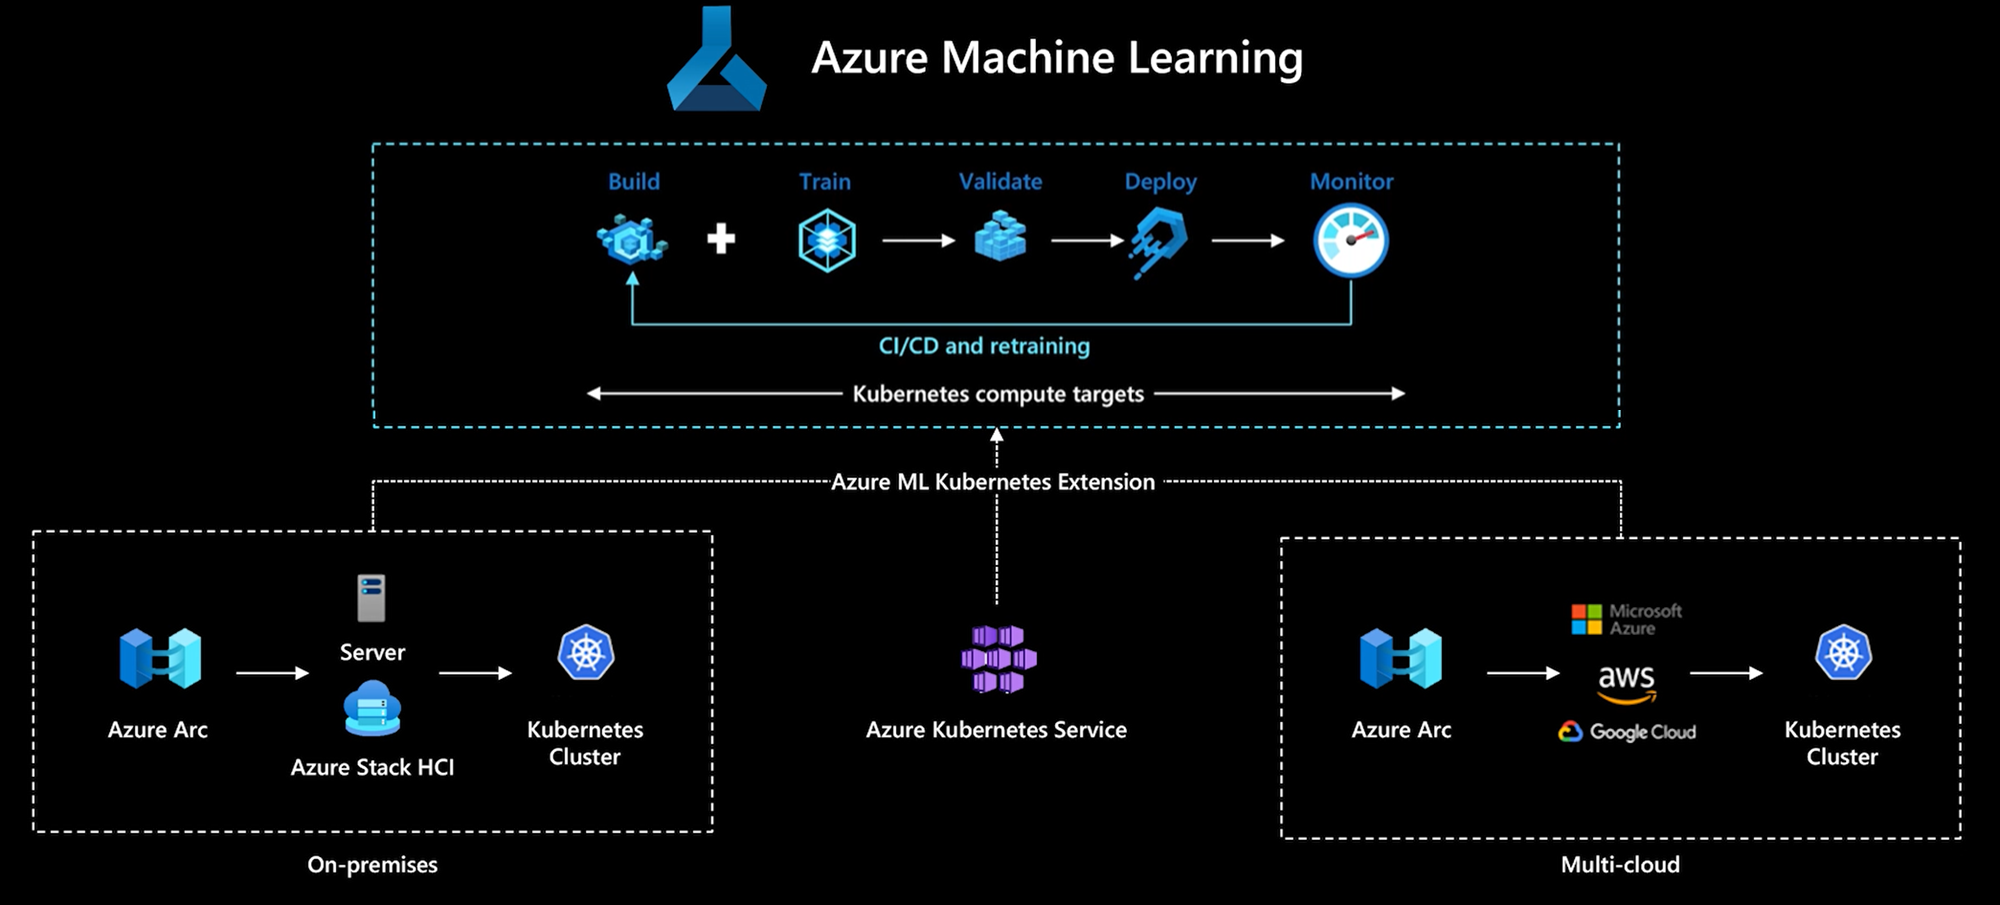 Azure Machine Learning
Build
Train
Validate
Deploy
Monitor
CI/CD and retraining
Kubernetes compute targets
Azure ML Kubernetes Extension
Server
Azure Arc
Azure Stack HCI
Kubernetes
Cluster
On-premises
Azure Kubernetes Service
Microsoft
Azure
aws
Google Cloud
Azure Arc
Kubernetes
Cluster
Multi-cloud